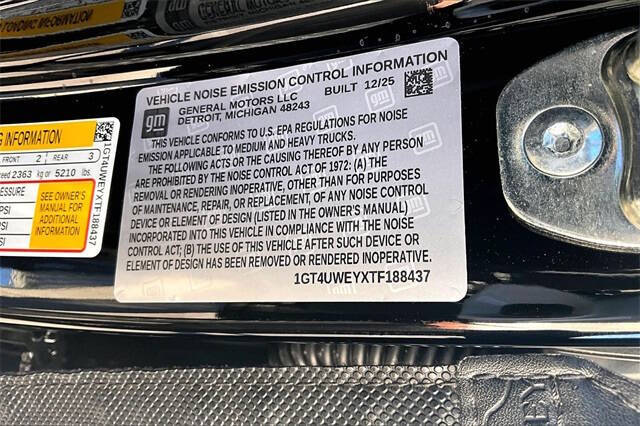 NG INFORMATION
FRONT 2 REAR 3
ceed 2363 kg or 5210 lbs.
PSI
PSI
PSI
SEE OWNER'S
MANUAL FOR
ADDITIONAL
INFORMATION
1GT4UWEYXTF188437
VEHICLE NOISE EMISSION CONTROL INFORMATION
gm
GENERAL MOTORS LLC BUILT 12/25
DETROIT, MICHIGAN 48243
THIS VEHICLE CONFORMS TO U.S. EPA REGULATIONS FOR NOISE
EMISSION APPLICABLE TO MEDIUM AND HEAVY TRUCKS.
THE FOLLOWING ACTS OR THE CAUSING THEREOF BY ANY PERSON
ARE PROHIBITED BY THE NOISE CONTROL ACT OF 1972: (A) THE
REMOVAL OR RENDERING INOPERATIVE, OTHER THAN FOR PURPOSES
OF MAINTENANCE, REPAIR, OR REPLACEMENT, OF ANY NOISE CONTROL
DEVICE OR ELEMENT OF DESIGN (LISTED IN THE OWNER'S MANUAL)
INCORPORATED INTO THIS VEHICLE IN COMPLIANCE WITH THE NOISE
CONTROL ACT; (B) THE USE OF THIS VEHICLE AFTER SUCH DEVICE OR
ELEMENT OF DESIGN HAS BEEN REMOVED OR RENDERED INOPERATIVE.
1GT4UWEYXTF188437